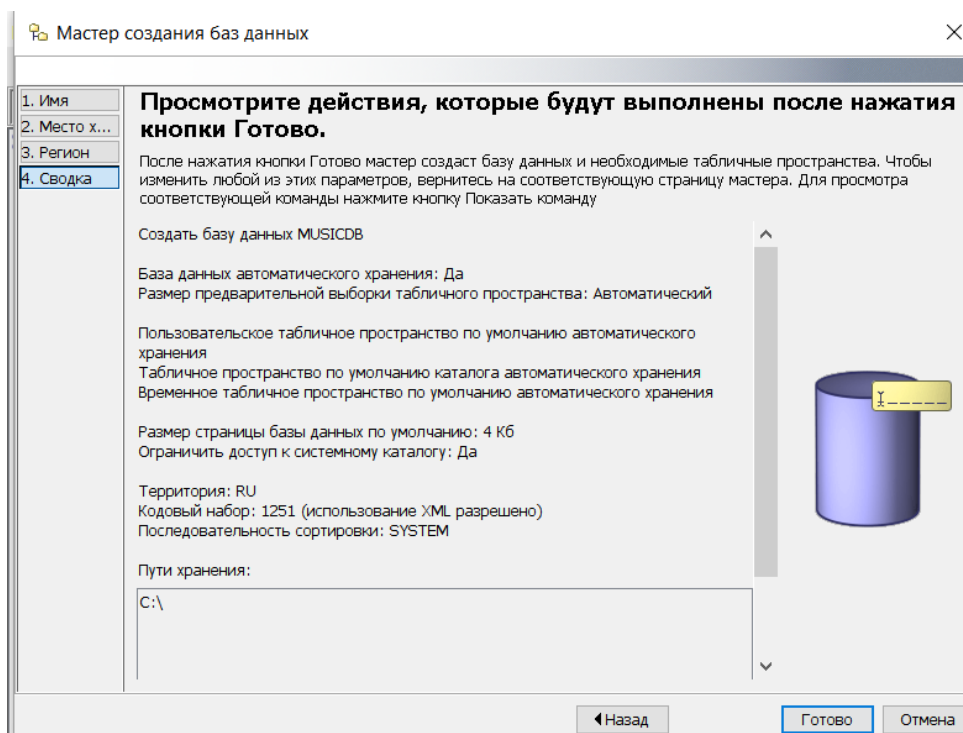 Мастер создания баз данных
1. Имя
2. Место х...
3. Регион
4. Сводка
Просмотрите действия, которые будут выполнены после нажатия
кнопки Готово.
После нажатия кнопки Готово мастер создаст базу данных и необходимые табличные пространства. Чтобы
изменить любой из этих параметров, вернитесь на соответствующую страницу мастера. Для просмотра
соответствующей команды нажмите кнопку Показать команду
Создать базу данных MUSICDB
База данных автоматического хранения: Да
Размер предварительной выборки табличного пространства: Автоматический
Пользовательское табличное пространство по умолчанию автоматического
хранения
Табличное пространство по умолчанию каталога автоматического хранения
Временное табличное пространство по умолчанию автоматического хранения
Размер страницы базы данных по умолчанию: 4 Кб
Ограничить доступ к системному каталогу: Да
Территория: RU
Кодовый набор: 1251 (использование XML разрешено)
Последовательность сортировки: SYSTEM
Пути хранения:
C:\
Назад
Готово
Отмена